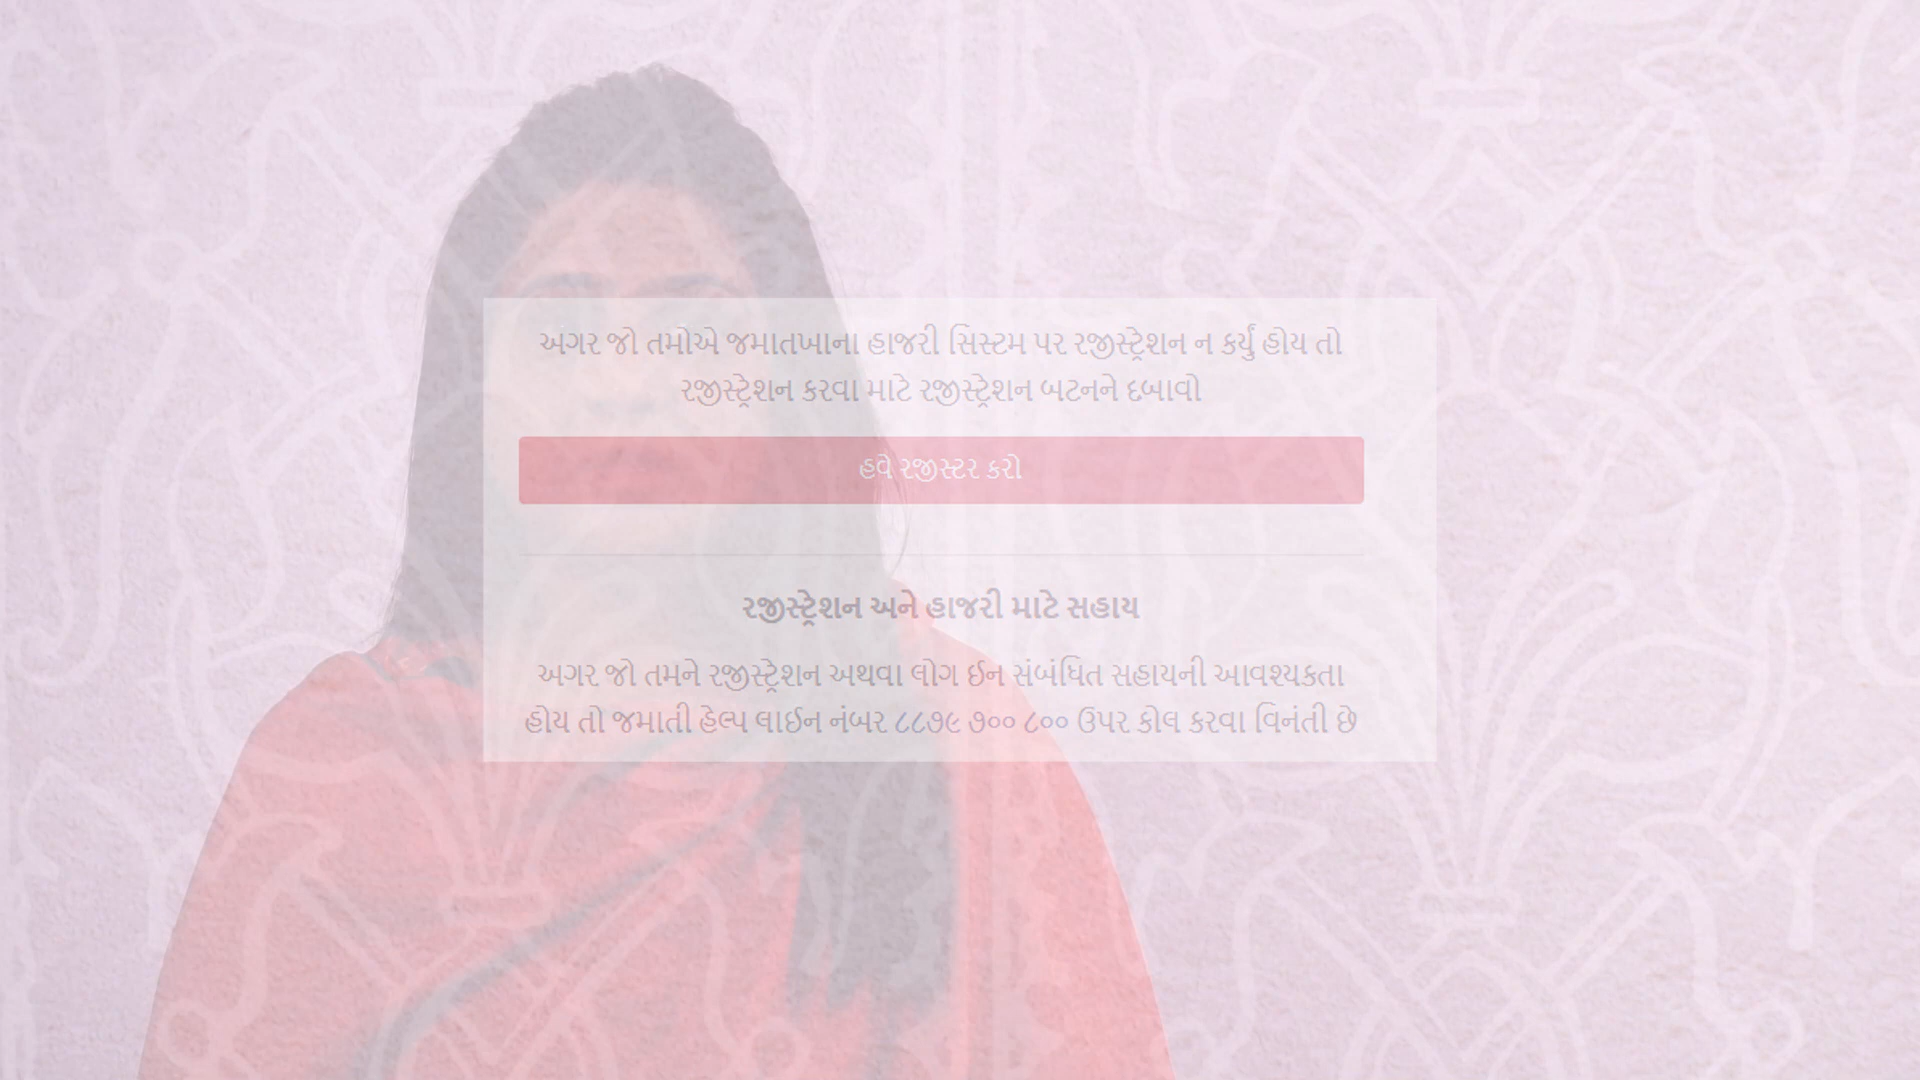 અગર જો તમોએ જમાતખાના હાજરી સિસ્ટમ પર રજીસ્ટ્રેશન ન કર્યું હોય તો
રજીસ્ટ્રેશન કરવા માટે રજીસ્ટ્રેશન બટનને દબાવો
હવે રજીસ્ટર કરો
રજીસ્ટ્રેશન અને હાજરી માટે સહાય
અગર જો તમને રજીસ્ટ્રેશન અથવા લોગ ઈન સંબંધિત સહાયની આવશ્યકતા
હોય તો જમાતી હેલ્પ લાઈન નંબર ૮૮૭૯ ૭૦૦ ૮૦૦ ઉપર કોલ કરવા વિનંતી છે